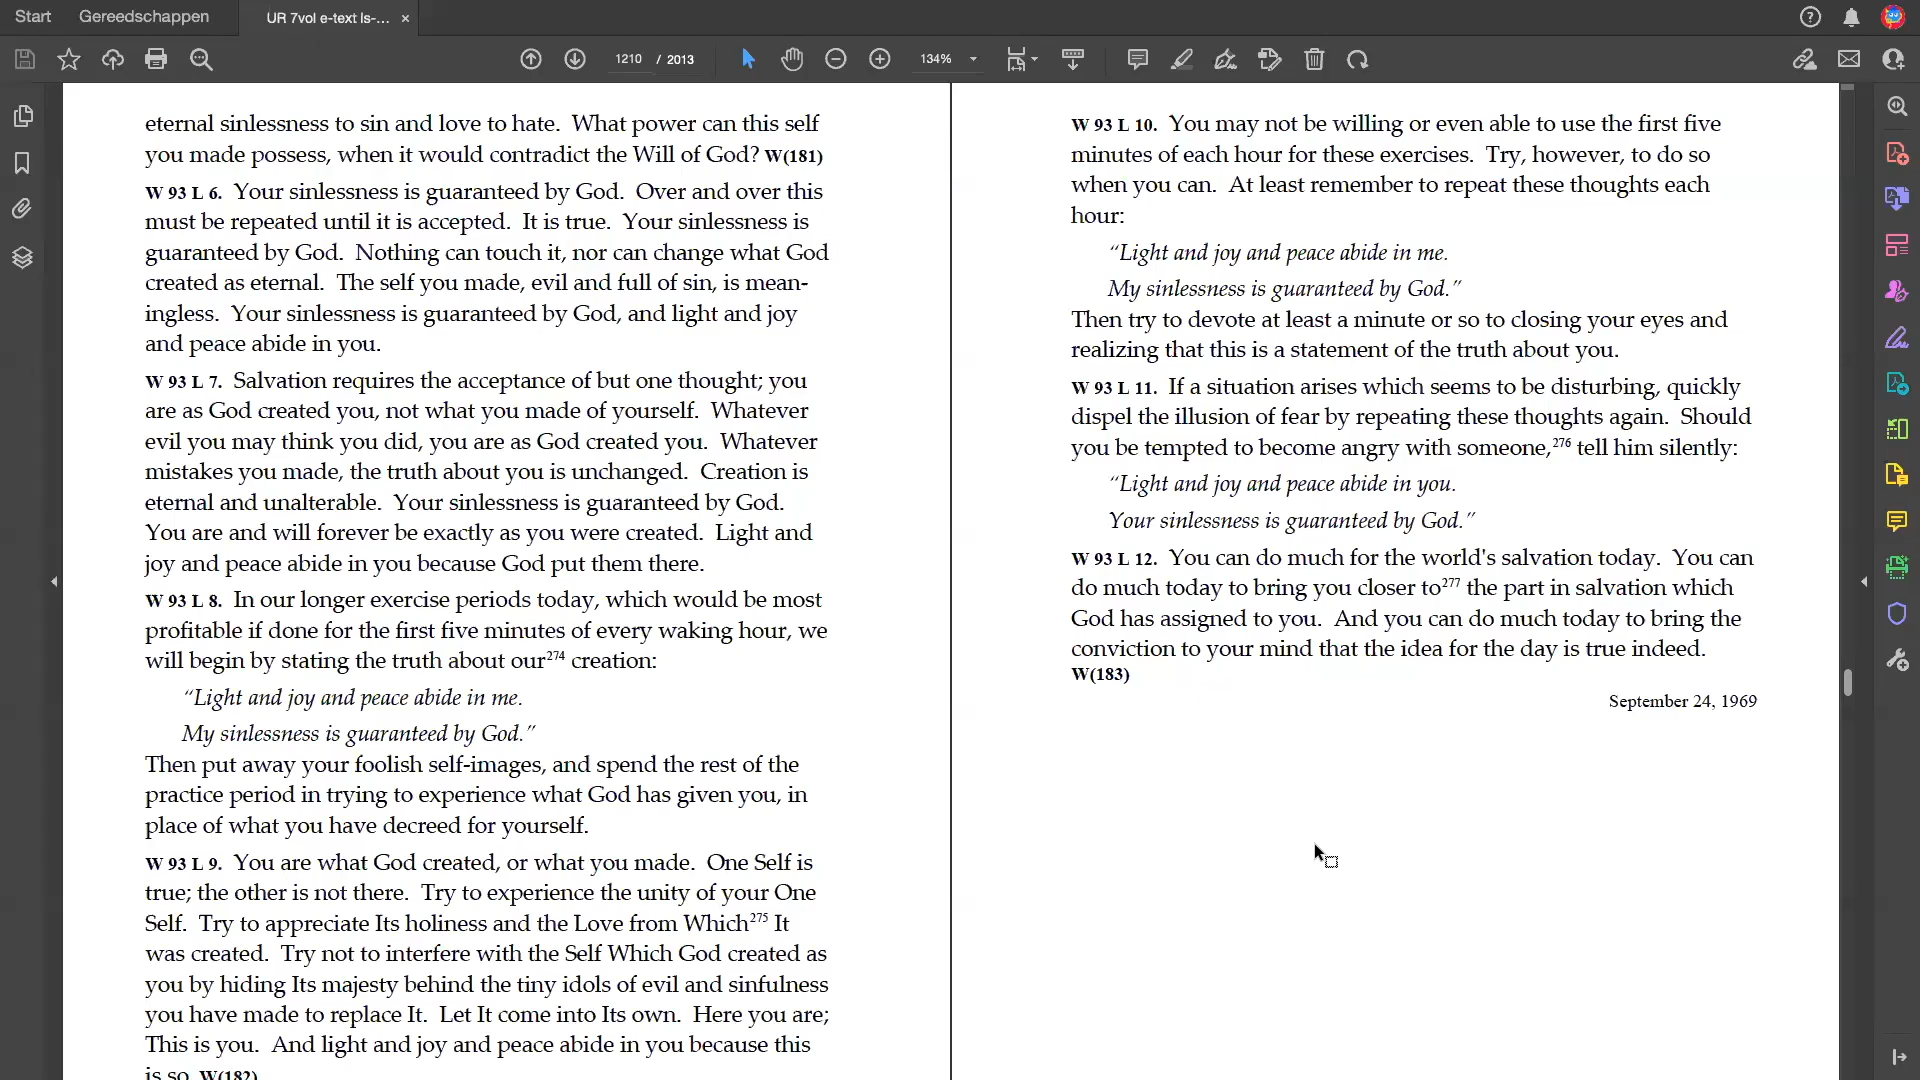 Start Gereedschappen UR 7vol e-text ls-... ×
1210 / 2013 134%
eternal sinlessness to sin and love to hate. What power can this self
you made possess, when it would contradict the Will of God? W(181)
W 93 L 6. Your sinlessness is guaranteed by God. Over and over this
must be repeated until it is accepted. It is true. Your sinlessness is
guaranteed by God. Nothing can touch it, nor can change what God
created as eternal. The self you made, evil and full of sin, is mean-
ingless. Your sinlessness is guaranteed by God, and light and joy
and peace abide in you.
W 93 L 7. Salvation requires the acceptance of but one thought; you
are as God created you, not what you made of yourself. Whatever
evil you may think you did, you are as God created you. Whatever
mistakes you made, the truth about you is unchanged. Creation is
eternal and unalterable. Your sinlessness is guaranteed by God.
You are and will forever be exactly as you were created. Light and
joy and peace abide in you because God put them there.
W 93 L 8. In our longer exercise periods today, which would be most
profitable if done for the first five minutes of every waking hour, we
will begin by stating the truth about our274 creation:
“Light and joy and peace abide in me.
My sinlessness is guaranteed by God.”
Then put away your foolish self-images, and spend the rest of the
practice period in trying to experience what God has given you, in
place of what you have decreed for yourself.
W 93 L 9. You are what God created, or what you made. One Self is
true; the other is not there. Try to experience the unity of your One
Self. Try to appreciate Its holiness and the Love from Which275 It
was created. Try not to interfere with the Self Which God created as
you by hiding Its majesty behind the tiny idols of evil and sinfulness
you have made to replace It. Let It come into Its own. Here you are;
This is you. And light and joy and peace abide in you because this
is so. W(182)
W 93 L 10. You may not be willing or even able to use the first five
minutes of each hour for these exercises. Try, however, to do so
when you can. At least remember to repeat these thoughts each
hour:
“Light and joy and peace abide in me.
My sinlessness is guaranteed by God.”
Then try to devote at least a minute or so to closing your eyes and
realizing that this is a statement of the truth about you.
W 93 L 11. If a situation arises which seems to be disturbing, quickly
dispel the illusion of fear by repeating these thoughts again. Should
you be tempted to become angry with someone,276 tell him silently:
“Light and joy and peace abide in you.
Your sinlessness is guaranteed by God.”
W 93 L 12. You can do much for the world's salvation today. You can
do much today to bring you closer to277 the part in salvation which
God has assigned to you. And you can do much today to bring the
conviction to your mind that the idea for the day is true indeed.
W(183)
September 24, 1969